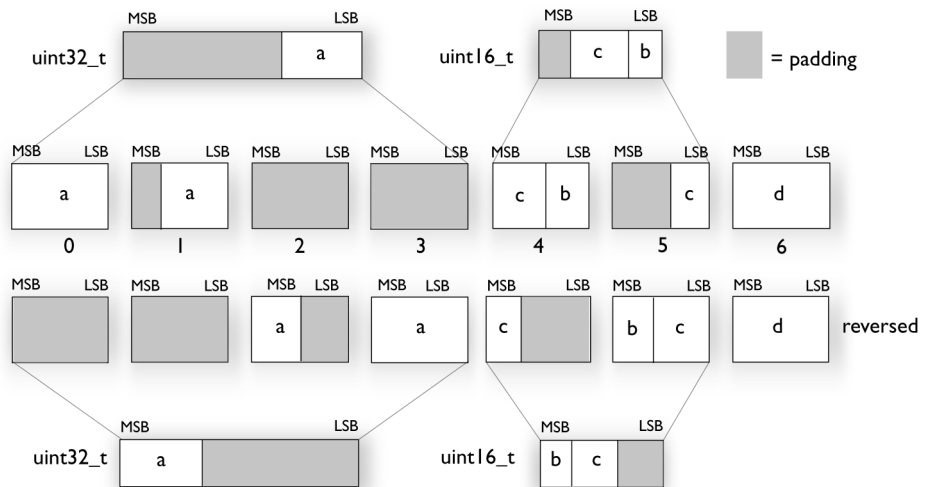 MSB LSB MSB LSB
uint32_t a uint16_t c b = padding
MSB LSB MSB LSB MSB LSB MSB LSB MSB LSB MSB LSB MSB LSB
a a c b c d
0 1 2 3 4 5 6
MSB LSB MSB LSB MSB LSB MSB LSB MSB LSB MSB LSB MSB LSB
a a c b c d reversed
MSB LSB MSB LSB
uint32_t a uint16_t b c